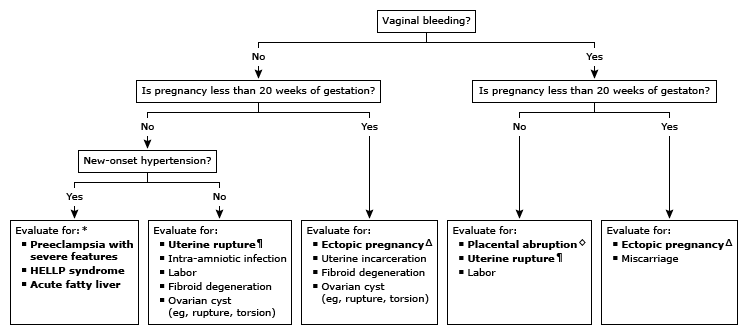 Vaginal bleeding?
No
Yes
Is pregnancy less than 20 weeks of gestation?
Is pregnancy less than 20 weeks of gestaton?
No
Yes
No
Yes
New-onset hypertension?
Yes
No
Evaluate for:*
▪ Preeclampsia with
severe features
▪ HELLP syndrome
▪ Acute fatty liver
Evaluate for:
▪ Uterine rupture¶
▪ Intra-amniotic infection
▪ Labor
▪ Fibroid degeneration
▪ Ovarian cyst
(eg, rupture, torsion)
Evaluate for:
▪ Ectopic pregnancyΔ
▪ Uterine incarceration
▪ Fibroid degeneration
▪ Ovarian cyst
(eg, rupture, torsion)
Evaluate for:
▪ Placental abruption◇
▪ Uterine rupture¶
▪ Labor
Evaluate for:
▪ Ectopic pregnancyΔ
▪ Miscarriage